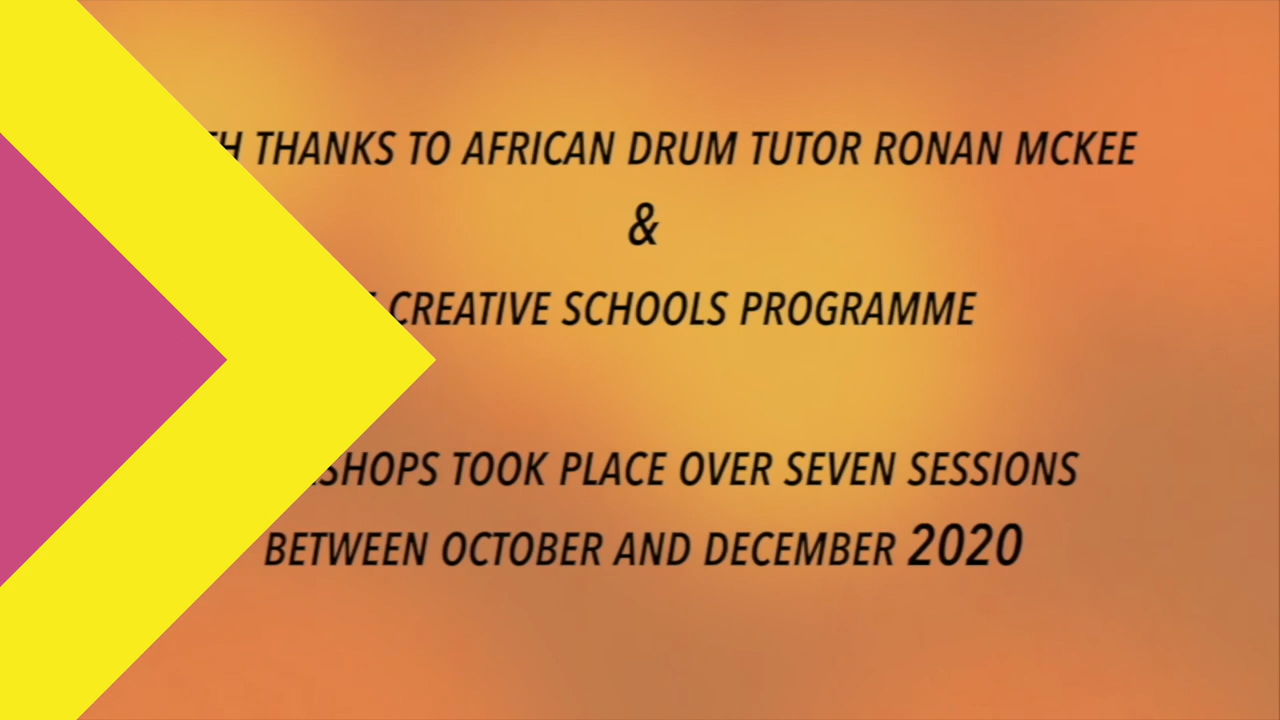 THANKS TO AFRICAN DRUM TUTOR RONAN MCKEE
&
CREATIVE SCHOOLS PROGRAMME
SHOPS TOOK PLACE OVER SEVEN SESSIONS
BETWEEN OCTOBER AND DECEMBER 2020